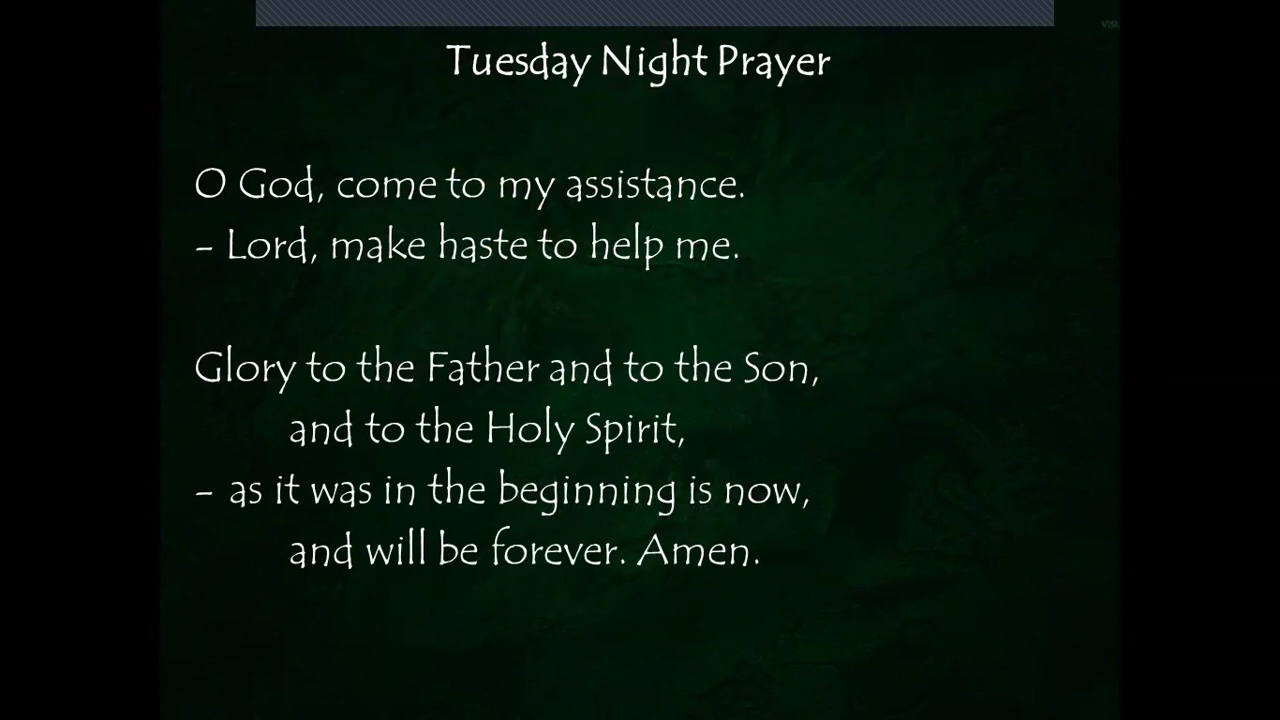 Tuesday Night Prayer
O God, come to my assistance.
- Lord, make haste to help me.
Glory to the Father and to the Son,
and to the Holy Spirit,
- as it was in the beginning is now,
and will be forever. Amen.